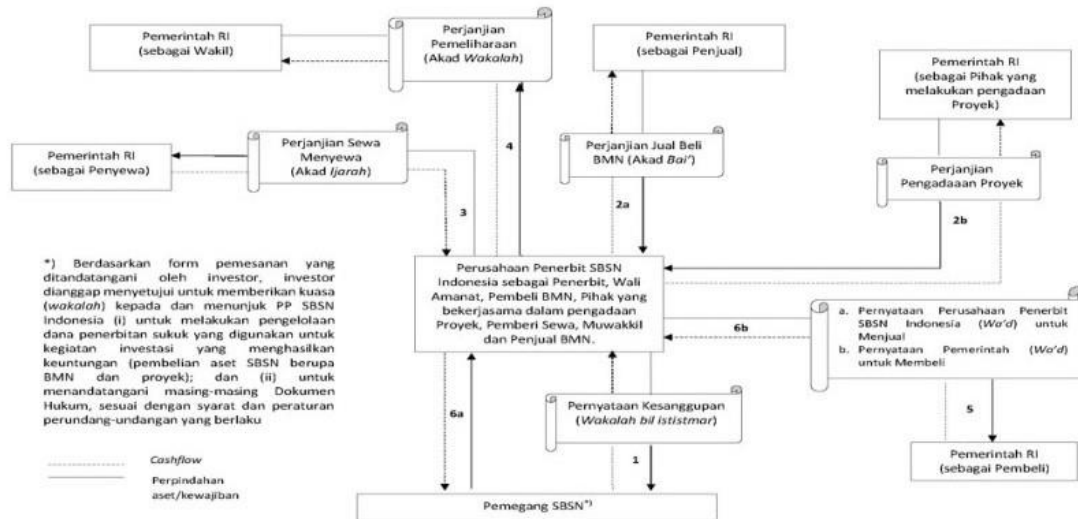 Pemerintah RI
(sebagai Wakil)
Perjanjian
Pemeliharaan
(Akad Wakalah)
Pemerintah RI
(sebagai Penjual)
Pemerintah RI
(sebagai Pihak yang
melakukan pengadaan
Proyek)
Pemerintah RI
(sebagai Penyewa)
Perjanjian Sewa
Menyewa
(Akad Ijarah)
4
Perjanjian Jual Beli
BMN (Akad Bai')
Perjanjian
Pengadaaan Proyek
3
2a
2b
*) Berdasarkan form pemesanan yang
ditandatangani oleh investor, investor
dianggap menyetujui untuk memberikan kuasa
(wakalah) kepada dan menunjuk PP SBSN
Indonesia (i) untuk melakukan pengelolaan
dana penerbitan sukuk yang digunakan untuk
kegiatan investasi yang menghasilkan
keuntungan (pembelian aset SBSN berupa
BMN dan proyek); dan (ii) untuk
menandatangani masing-masing Dokumen
Hukum, sesuai dengan syarat dan peraturan
perundang-undangan yang berlaku
Perusahaan Penerbit SBSN
Indonesia sebagai Penerbit, Wali
Amanat, Pembeli BMN, Pihak yang
bekerjasama dalam pengadaan
Proyek, Pemberi Sewa, Muwakkil
dan Penjual BMN.
6b
a. Pernyataan Perusahaan Penerbit
SBSN Indonesia (Wa'd) untuk
Menjual
b. Pernyataan Pemerintah (Wa'd)
untuk Membeli
6a
Pernyataan Kesanggupan
(Wakalah bil ististmar)
1
5
Pemerintah RI
(sebagai Pembeli)
Cashflow
Perpindahan
aset/kewajiban
Pemegang SBSN*)